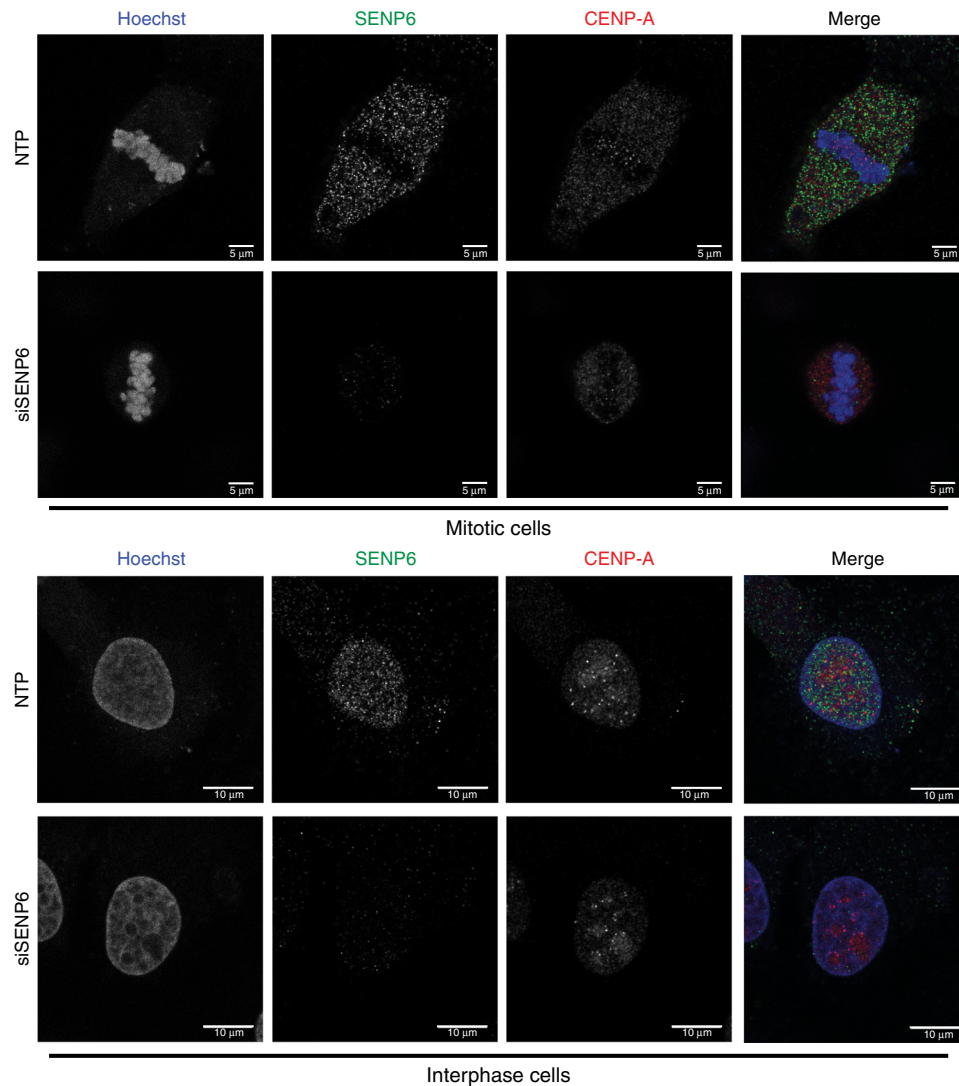 Hoechst SENP6 CENP-A Merge
NTP
5 µm 5 µm 5 µm 5 µm
siSENP6
5 µm 5 µm 5 µm 5 µm
Mitotic cells
Hoechst SENP6 CENP-A Merge
NTP
10 µm 10 µm 10 µm 10 µm
siSENP6
10 µm 10 µm 10 µm 10 µm
Interphase cells